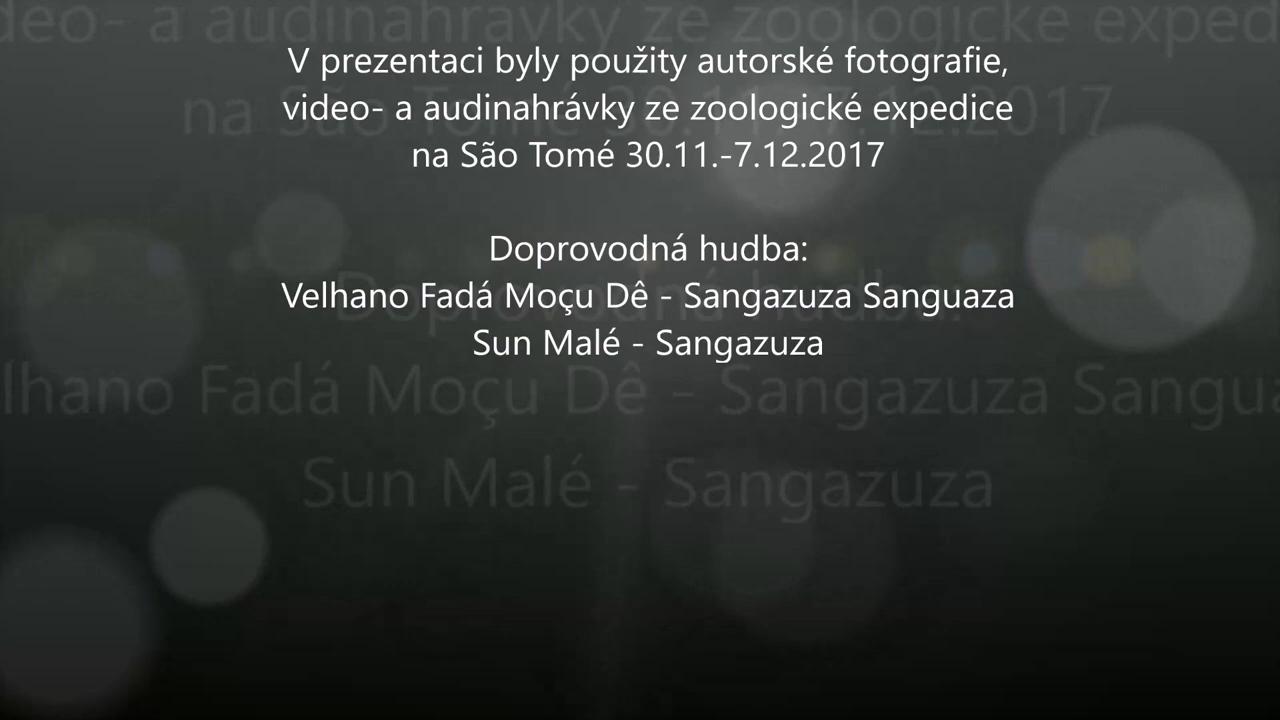 V prezentaci byly použity autorské fotografie,
video- a audinahrávky ze zoologické expedice
na São Tomé 30.11.-7.12.2017
Doprovodná hudba:
Velhano Fadá Moçu Dê - Sangazuza Sanguaza
Sun Malé - Sangazuza